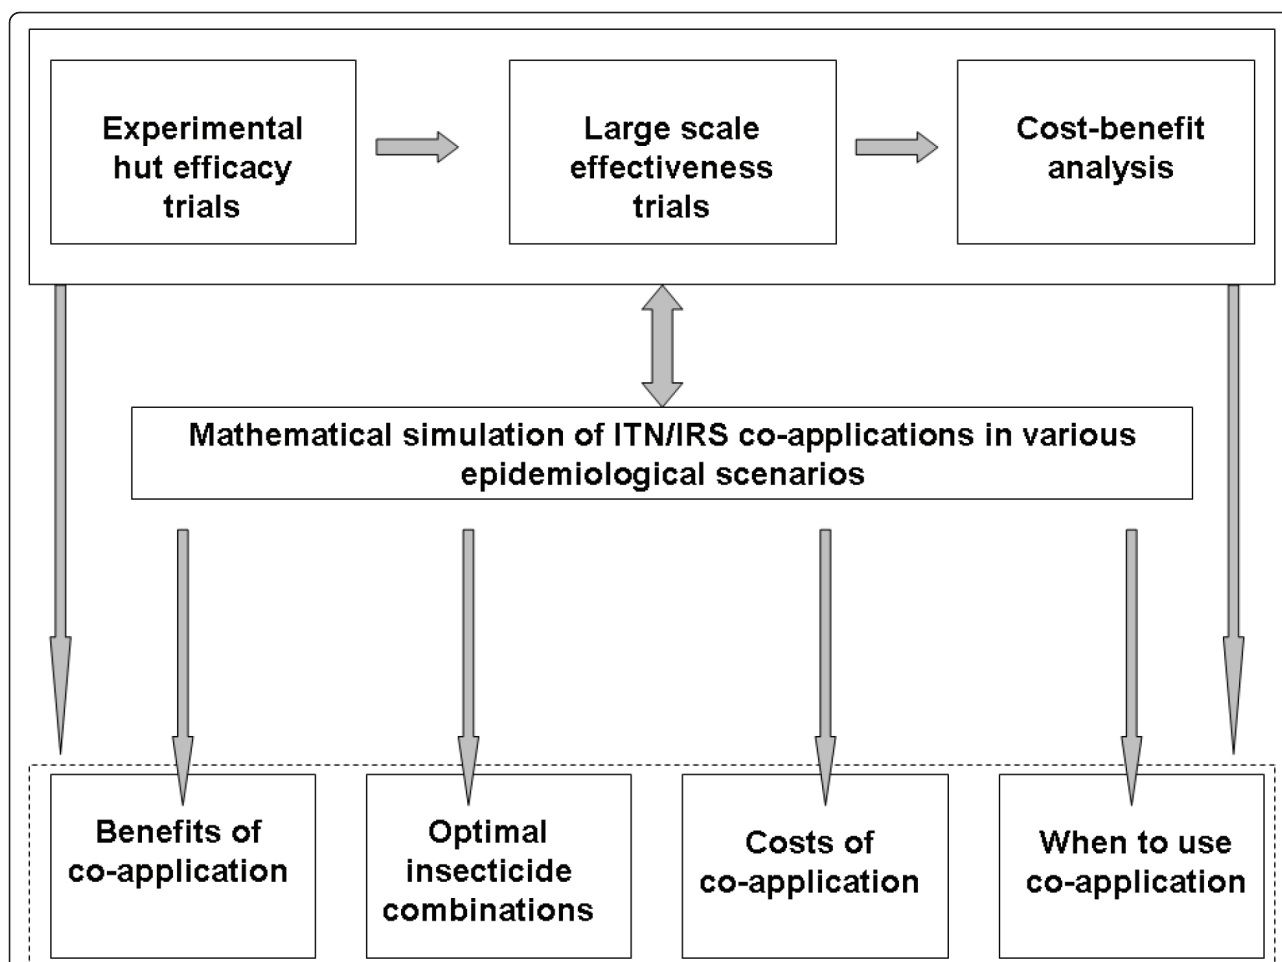 Experimental
hut efficacy
trials
Large scale
effectiveness
trials
Cost-benefit
analysis
Mathematical simulation of ITN/IRS co-applications in various
epidemiological scenarios
Benefits of
co-application
Optimal
insecticide
combinations
Costs of
co-application
When to use
co-application